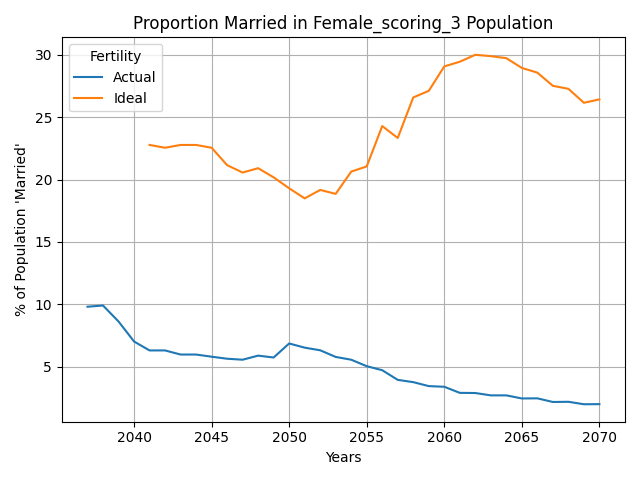 Proportion Married in Female_scoring_3 Population
Fertility
Actual
Ideal
% of Population 'Married'
30
25
20
15
10
5
2040 2045 2050 2055 2060 2065 2070
Years